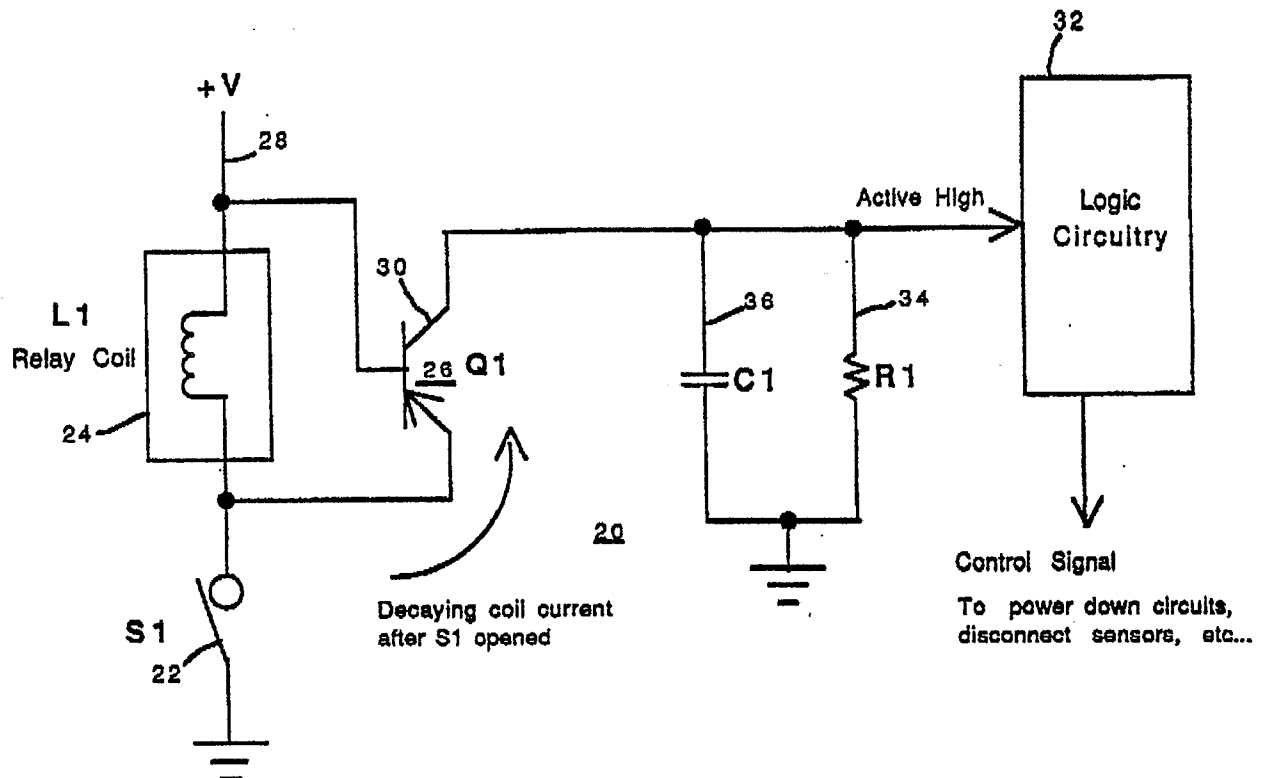 32
+V
28
Active High
Logic
Circuitry
30
L1
Relay Coil
36
34
26
Q1
C1
R1
24
20
Control Signal
Decaying coil current
after S1 opened
To power down circuits,
disconnect sensors, etc...
S1
22